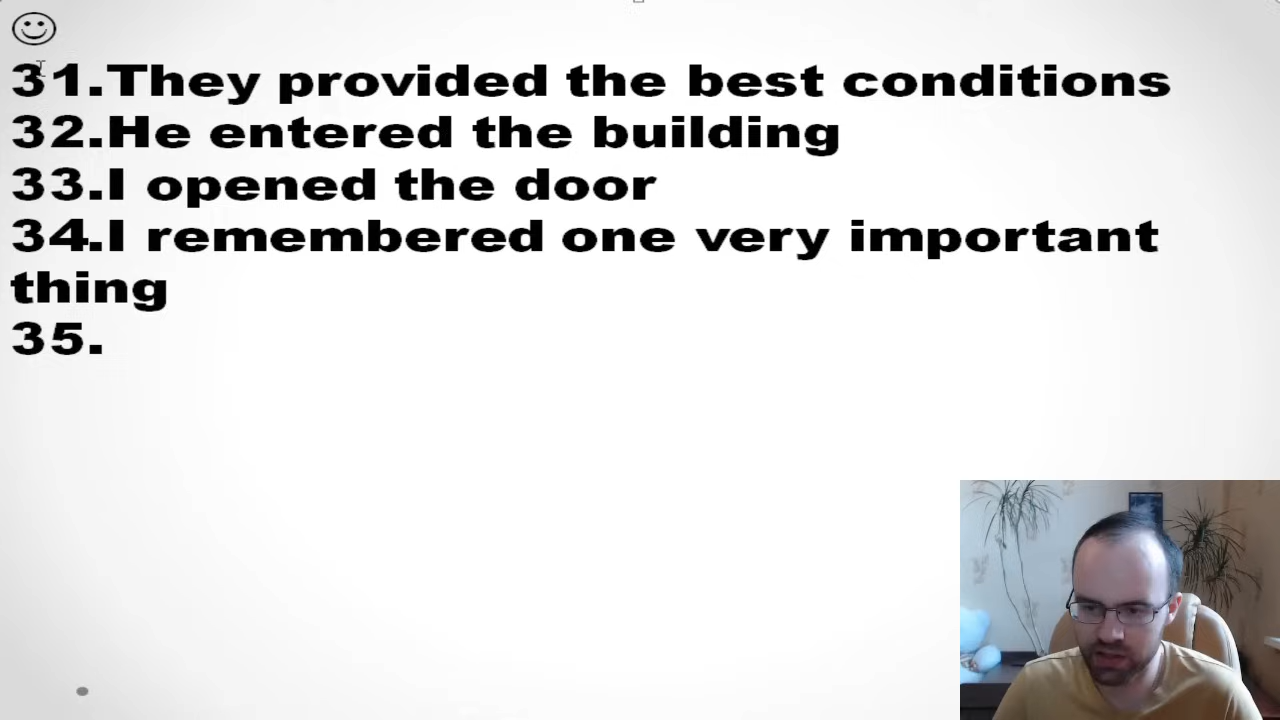 31.They provided the best conditions
32.He entered the building
33.I opened the door
34.I remembered one very important
thing
35.